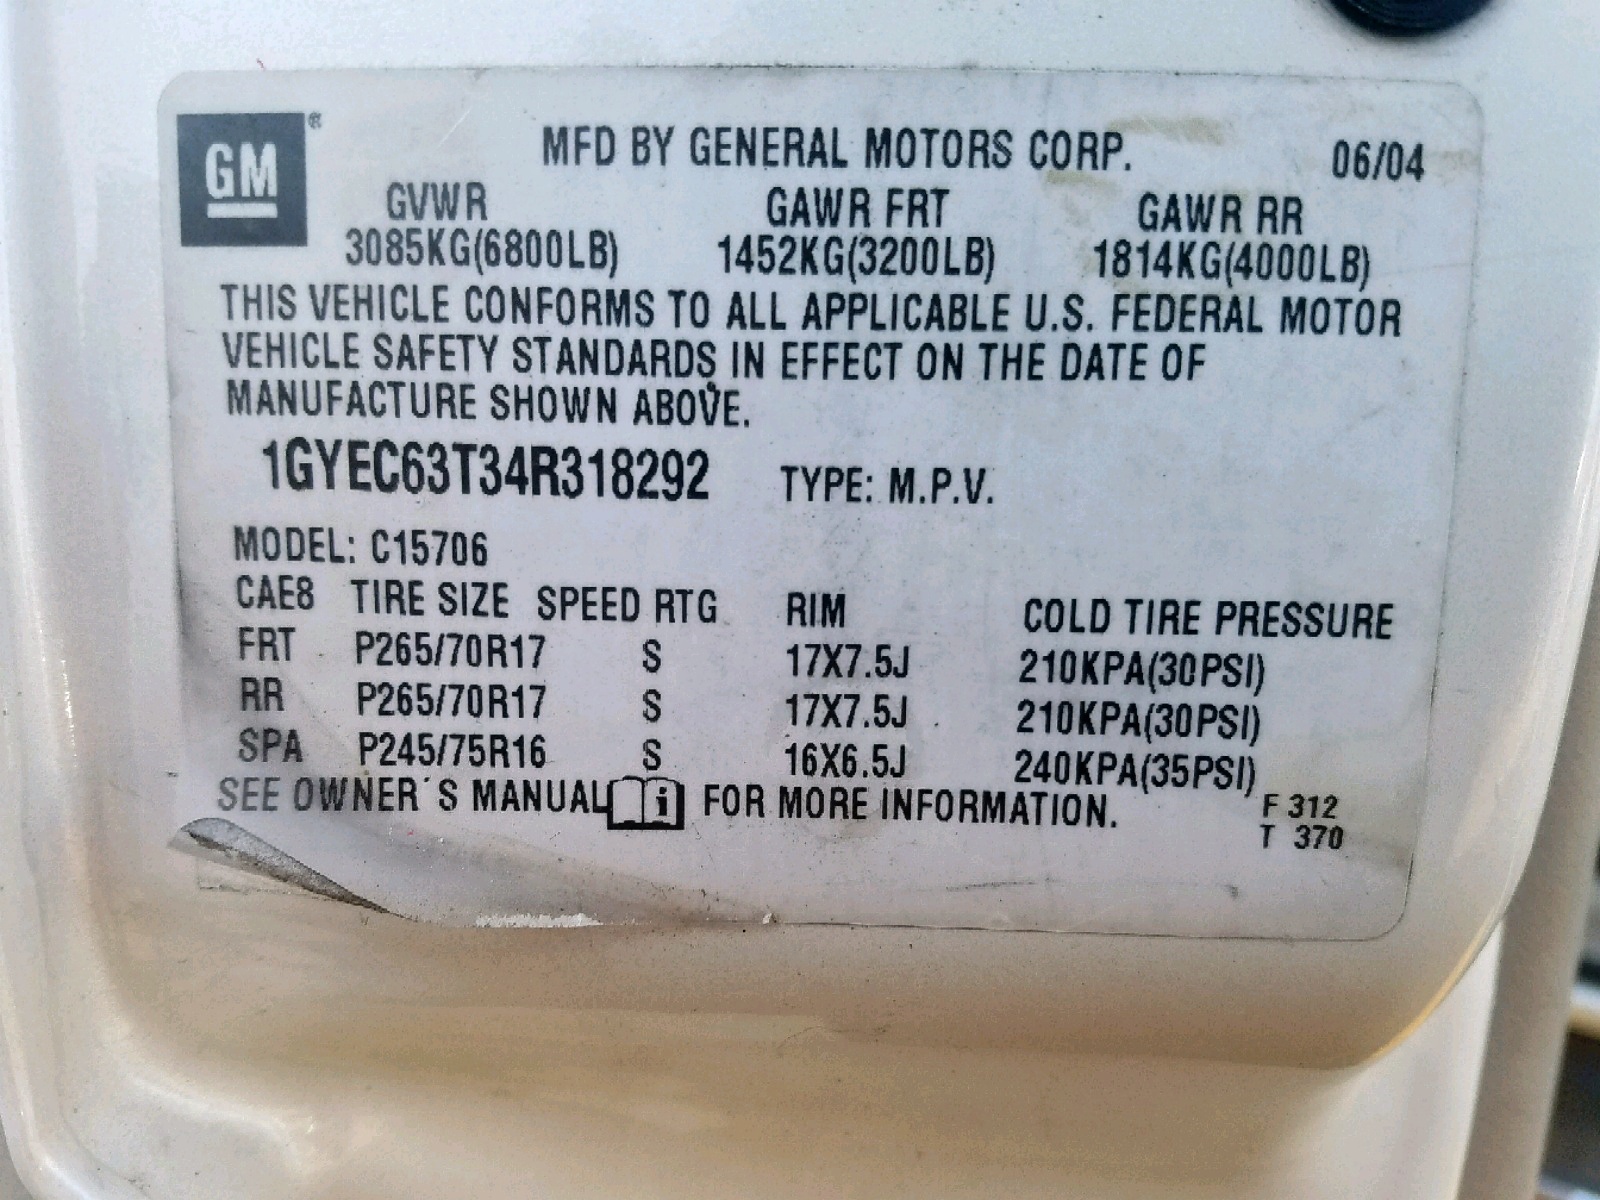 GM®
MFD BY GENERAL MOTORS CORP. 06/04
GVWR GAWR FRT GAWR RR
3085KG(6800LB) 1452KG(3200LB) 1814KG(4000LB)
THIS VEHICLE CONFORMS TO ALL APPLICABLE U.S. FEDERAL MOTOR
VEHICLE SAFETY STANDARDS IN EFFECT ON THE DATE OF
MANUFACTURE SHOWN ABOVE.
1GYEC63T34R318292 TYPE: M.P.V.
MODEL: C15706
CAE8 TIRE SIZE SPEED RTG RIM COLD TIRE PRESSURE
FRT P265/70R17 S 17X7.5J 210KPA(30PSI)
RR P265/70R17 S 17X7.5J 210KPA(30PSI)
SPA P245/75R16 S 16X6.5J 240KPA(35PSI)
SEE OWNER'S MANUAL i FOR MORE INFORMATION.
F 312
T 370